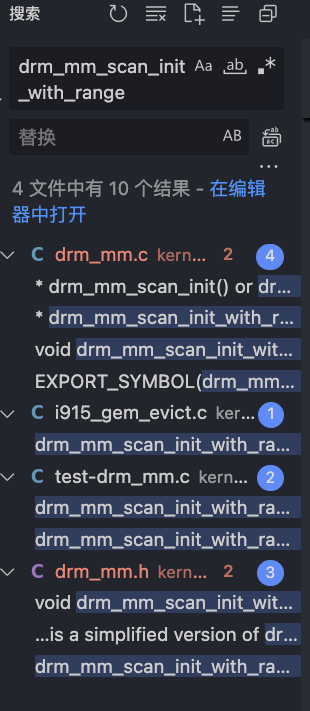 搜索
drm_mm_scan_init
_with_range
Aa
ab
.*
替换
AB
...
4 文件中有 10 个结果 - 在编辑
器中打开
C drm_mm.c kern... 2 4
* drm_mm_scan_init() or dr...
* drm_mm_scan_init_with_r...
void drm_mm_scan_init_wit...
EXPORT_SYMBOL(drm_mm...
C i915_gem_evict.c ker... 1
drm_mm_scan_init_with_ra...
C test-drm_mm.c kern... 2
drm_mm_scan_init_with_ra...
drm_mm_scan_init_with_ra...
C drm_mm.h kern... 2 3
void drm_mm_scan_init_wit...
...is a simplified version of dr...
drm_mm_scan_init_with_ra...